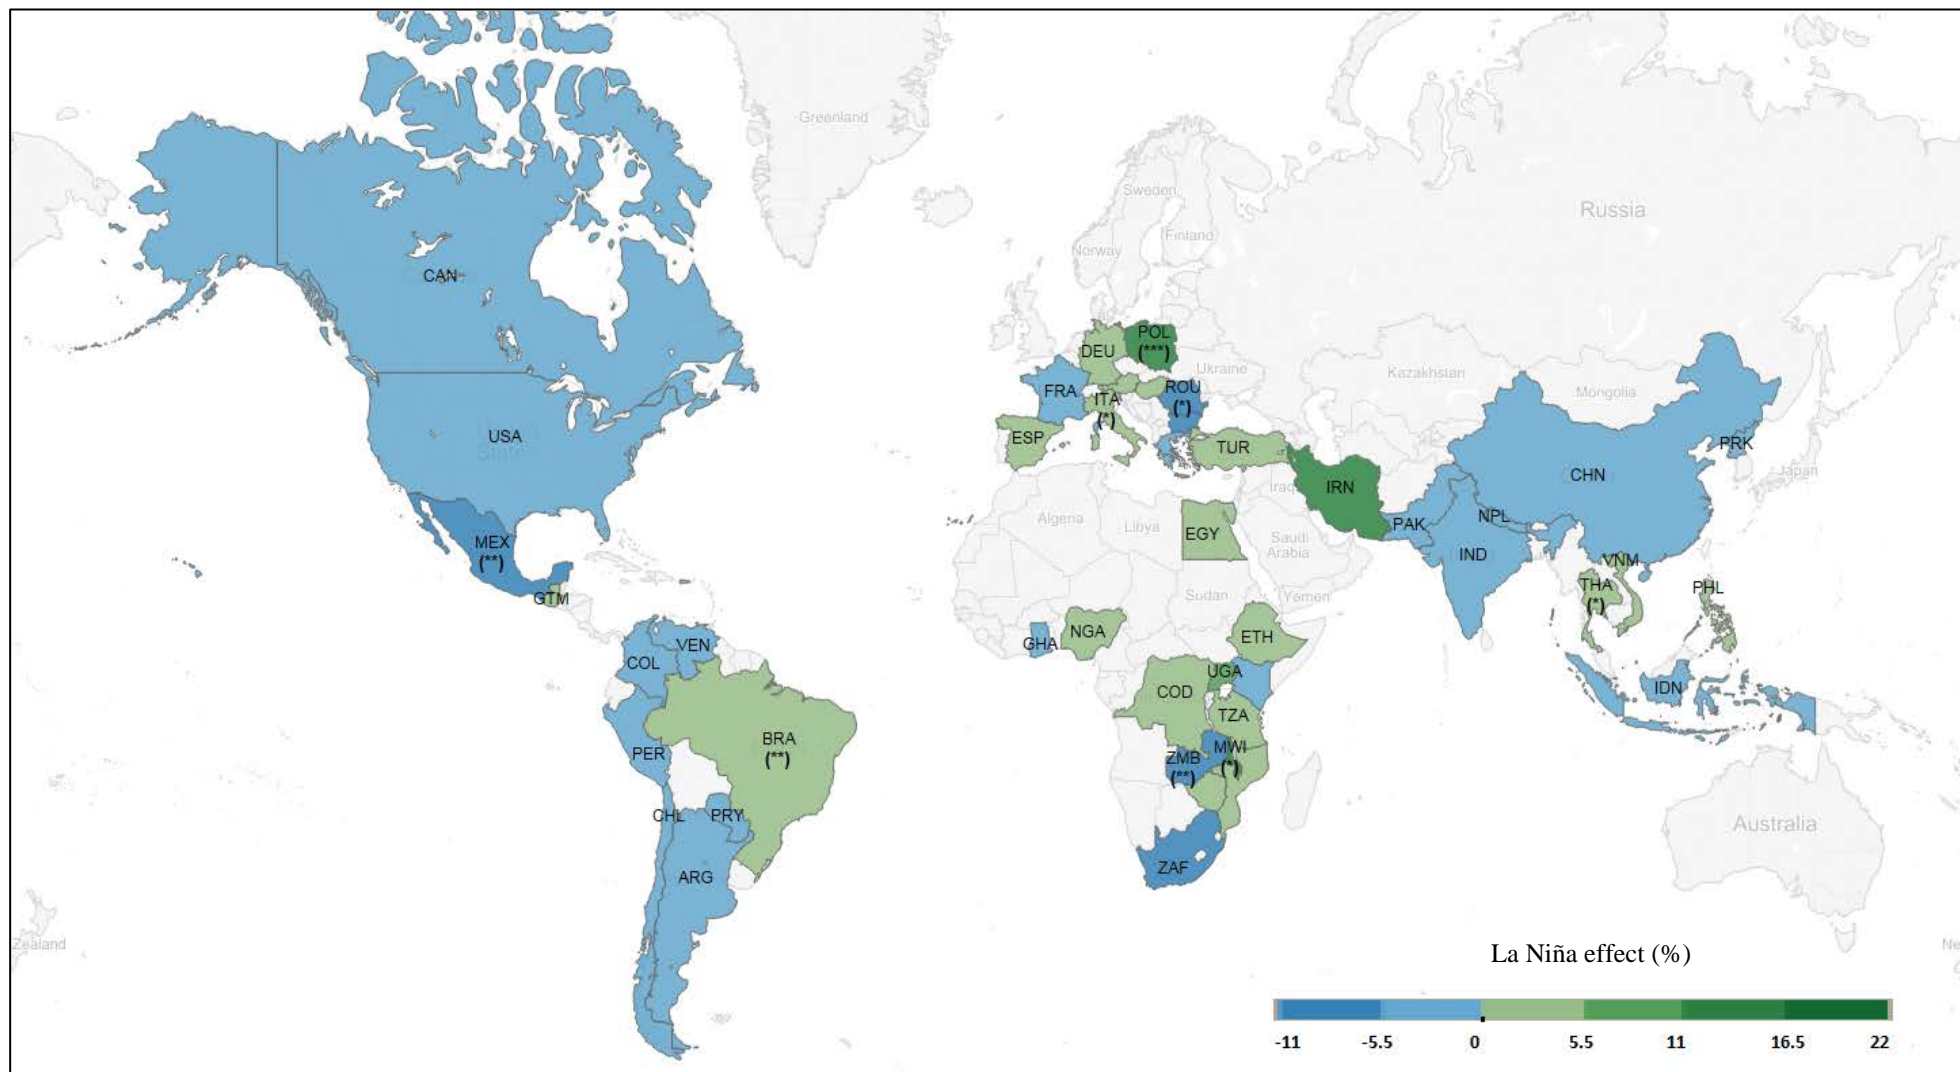 Greenland
Sweden
Russia
Finland
Norway
CAN
POL
(***)
DEU
Ukraine
Kazakhstan
Mongolia
FRA
ROU
(*)
ITA
(*)
USA
ESP
TUR
PRK
Japan
CHN
IRN
Iraq
Algeria
Libya
EGY
PAK
NPL
Saudi
Arabia
MEX
(**)
IND
VNM
THA
(*)
PHL
GTM
Sudan
Yemen
GHA
NGA
ETH
VEN
COL
UGA
COD
IDN
TZA
BRA
(**)
PER
MWI
(*)
ZMB
(**)
CHL
PRY
Australia
ZAF
ARG
Zealand
Ne
La Niña effect (%)
-11 -5.5 0 5.5 11 16.5 22